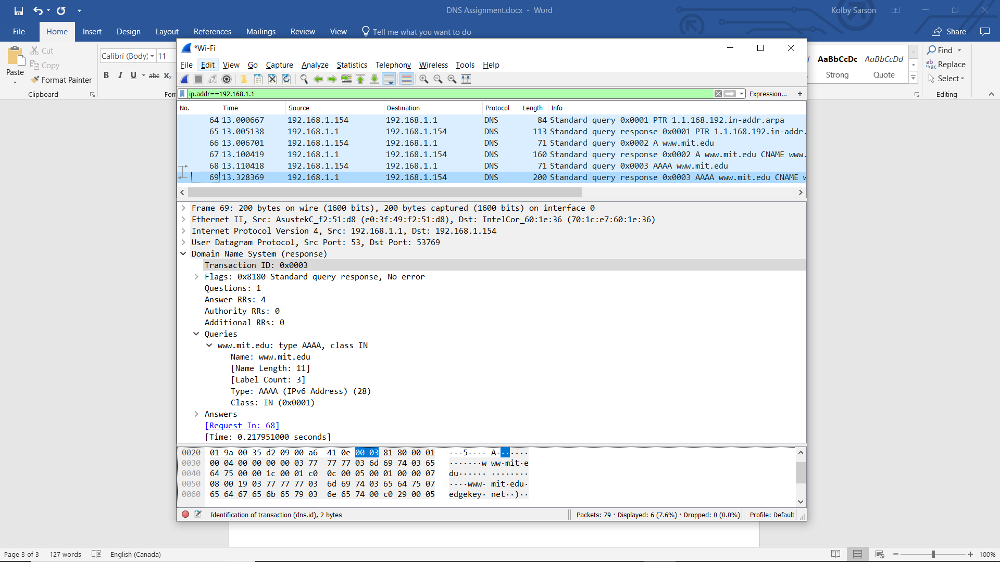 DNS Assignment.docx - Word
Kolby Sarson
File Home Insert Design Layout References Mailings Review View Tell me what you want to do
Share
Paste
Cut
Copy
Format Painter
Clipboard
Calibri (Body)
11
B I U abc X₂
Fon
AaBbCcDc
AaBbCcDd
Strong
Quote
Find
Replace
Select
Editing
*Wi-Fi
File Edit View Go Capture Analyze Statistics Telephony Wireless Tools Help
ip.addr==192.168.1.1
Expression... +
No. Time Source Destination Protocol Length Info
64 13.000667 192.168.1.154 192.168.1.1 DNS 84 Standard query 0x0001 PTR 1.1.168.192.in-addr.arpa
65 13.005138 192.168.1.1 192.168.1.154 DNS 113 Standard query response 0x0001 PTR 1.1.168.192.in-addr.
66 13.006701 192.168.1.154 192.168.1.1 DNS 71 Standard query 0x0002 A www.mit.edu
67 13.100419 192.168.1.1 192.168.1.154 DNS 160 Standard query response 0x0002 A www.mit.edu CNAME www.
68 13.110418 192.168.1.154 192.168.1.1 DNS 71 Standard query 0x0003 AAAA www.mit.edu
69 13.328369 192.168.1.1 192.168.1.154 DNS 200 Standard query response 0x0003 AAAA www.mit.edu CNAME w
Frame 69: 200 bytes on wire (1600 bits), 200 bytes captured (1600 bits) on interface 0
Ethernet II, Src: AsustekC_f2:51:d8 (e0:3f:49:f2:51:d8), Dst: IntelCor_60:1e:36 (70:1c:e7:60:1e:36)
Internet Protocol Version 4, Src: 192.168.1.1, Dst: 192.168.1.154
User Datagram Protocol, Src Port: 53, Dst Port: 53769
Domain Name System (response)
Transaction ID: 0x0003
Flags: 0x8180 Standard query response, No error
Questions: 1
Answer RRs: 4
Authority RRs: 0
Additional RRs: 0
Queries
www.mit.edu: type AAAA, class IN
Name: www.mit.edu
[Name Length: 11]
[Label Count: 3]
Type: AAAA (IPv6 Address) (28)
Class: IN (0x0001)
Answers
[Request In: 68]
[Time: 0.217951000 seconds]
0020 01 9a 00 35 d2 09 00 a6 41 0e 00 03 81 80 00 01 ···5···· A·······
0030 00 04 00 00 00 00 03 77 77 77 03 6d 69 74 03 65 ·······w ww·mit·e
0040 64 75 00 00 1c 00 01 c0 0c 00 05 00 01 00 00 07 du······ ········
0050 08 00 19 03 77 77 77 03 6d 69 74 03 65 64 75 07 ····www· mit·edu·
0060 65 64 67 65 6b 65 79 03 6e 65 74 00 c0 29 00 05 edgekey· net··)··
Identification of transaction (dns.id), 2 bytes
Packets: 79 · Displayed: 6 (7.6%) · Dropped: 0 (0.0%)
Profile: Default
Page 3 of 3 127 words English (Canada)
100%